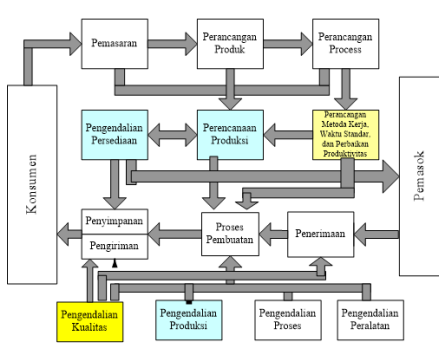 Pemasaran
Perancangan
Produk
Perancangan
Process
Konsumen
Pengendalian
Persediaan
Perencanaan
Produksi
Perancangan
Metoda Kerja,
Waktu Standar,
dan Perbaikan
Produktivitas
Pemasok
Penyimpanan
Pengiriman
Proses
Pembuatan
Penerimaan
Pengendalian
Kualitas
Pengendalian
Produksi
Pengendalian
Proses
Pengendalian
Peralatan